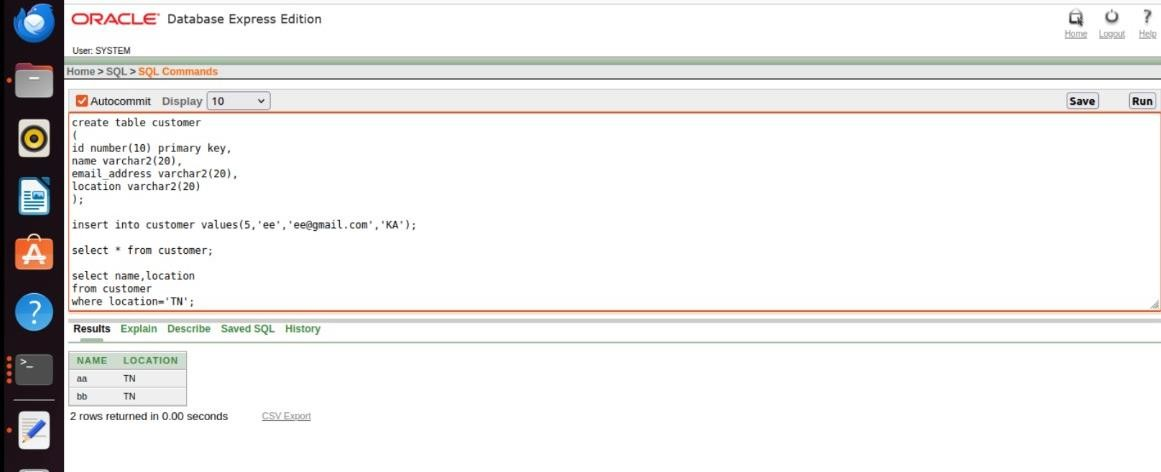 ORACLE Database Express Edition
Home Logout Help
User: SYSTEM
Home > SQL > SQL Commands
Autocommit Display 10 Save Run
create table customer
(
id number(10) primary key,
name varchar2(20),
email_address varchar2(20),
location varchar2(20)
);
insert into customer values(5,'ee','ee@gmail.com','KA');
select * from customer;
select name,location
from customer
where location='TN';
Results Explain Describe Saved SQL History
NAME LOCATION
aa TN
bb TN
2 rows returned in 0.00 seconds CSV Export